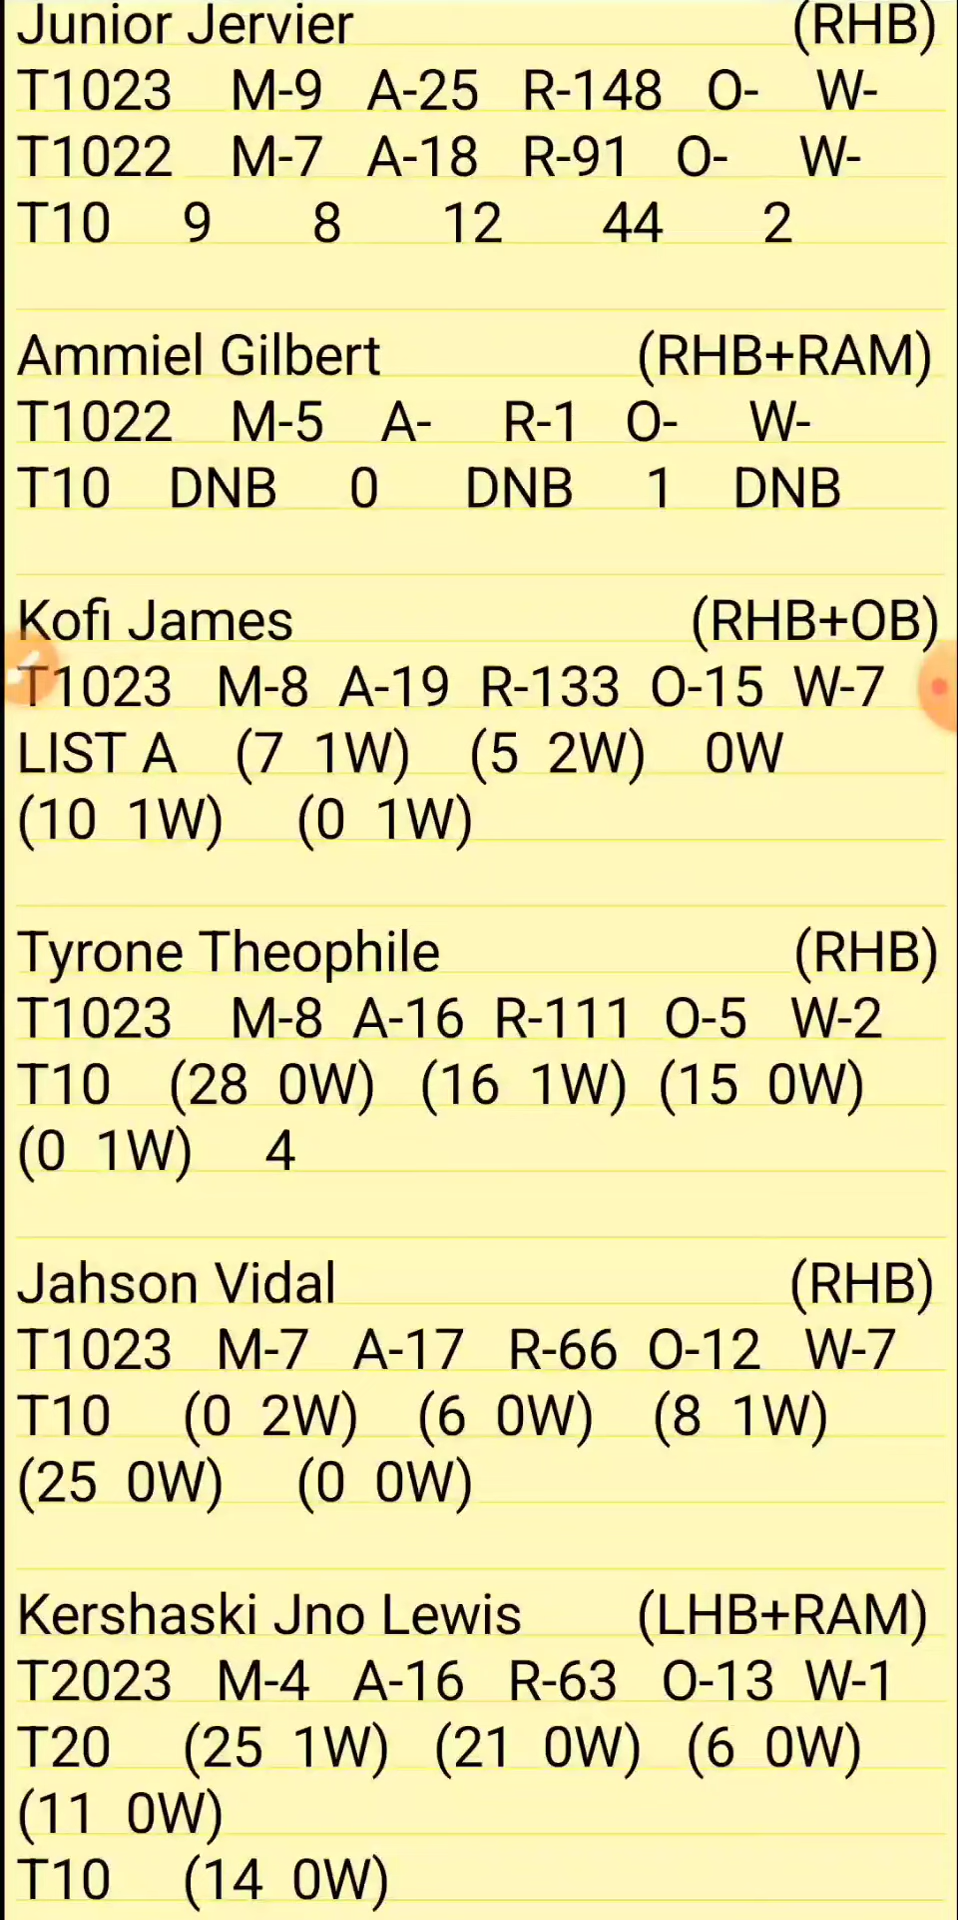 Junior Jervier (RHB)
T1023 M-9 A-25 R-148 O- W-
T1022 M-7 A-18 R-91 O- W-
T10 9 8 12 44 2
Ammiel Gilbert (RHB+RAM)
T1022 M-5 A- R-1 O- W-
T10 DNB 0 DNB 1 DNB
Kofi James (RHB+OB)
T1023 M-8 A-19 R-133 O-15 W-7
LIST A (7 1W) (5 2W) 0W
(10 1W) (0 1W)
Tyrone Theophile (RHB)
T1023 M-8 A-16 R-111 O-5 W-2
T10 (28 0W) (16 1W) (15 0W)
(0 1W) 4
Jahson Vidal (RHB)
T1023 M-7 A-17 R-66 O-12 W-7
T10 (0 2W) (6 0W) (8 1W)
(25 0W) (0 0W)
Kershaski Jno Lewis (LHB+RAM)
T2023 M-4 A-16 R-63 O-13 W-1
T20 (25 1W) (21 0W) (6 0W)
(11 0W)
T10 (14 0W)